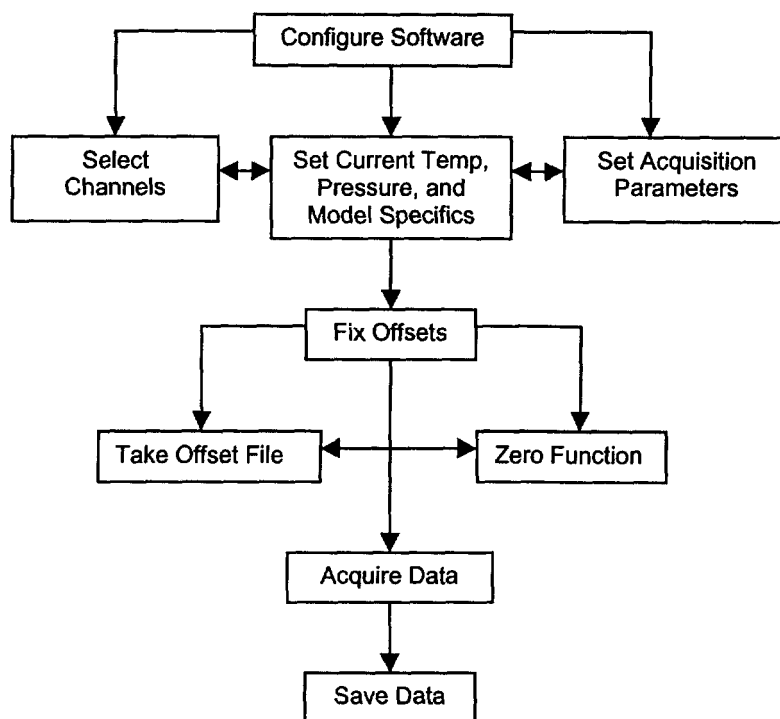 Configure Software
Select
Channels
Set Current Temp,
Pressure, and
Model Specifics
Set Acquisition
Parameters
Fix Offsets
Take Offset File
Zero Function
Acquire Data
Save Data